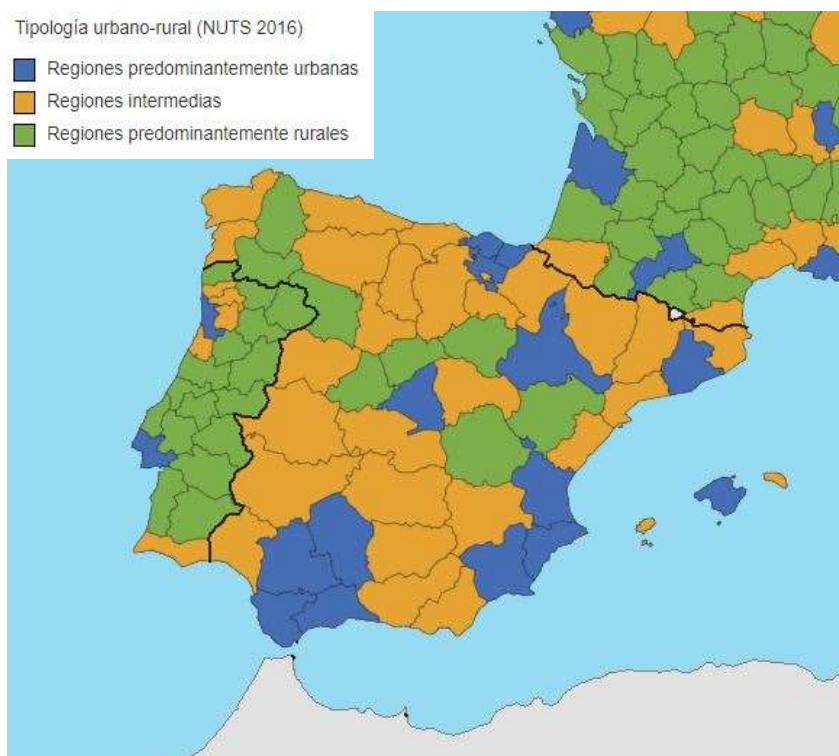 Tipología urbano-rural (NUTS 2016)
Regiones predominantemente urbanas
Regiones intermedias
Regiones predominantemente rurales